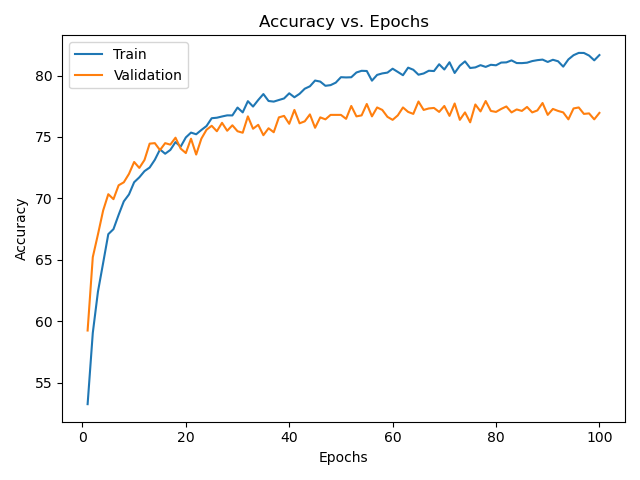 Accuracy vs. Epochs
Train
Validation
80
75
70
65
60
55
Accuracy
0 20 40 60 80 100
Epochs